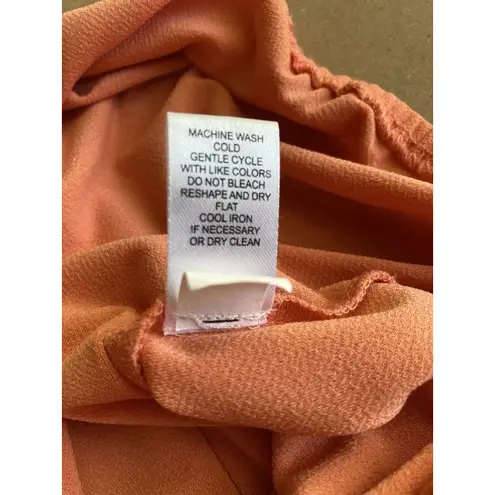 MACHINE WASH
COLD
GENTLE CYCLE
WITH LIKE COLORS
DO NOT BLEACH
RESHAPE AND DRY
FLAT
COOL IRON
IF NECESSARY
OR DRY CLEAN